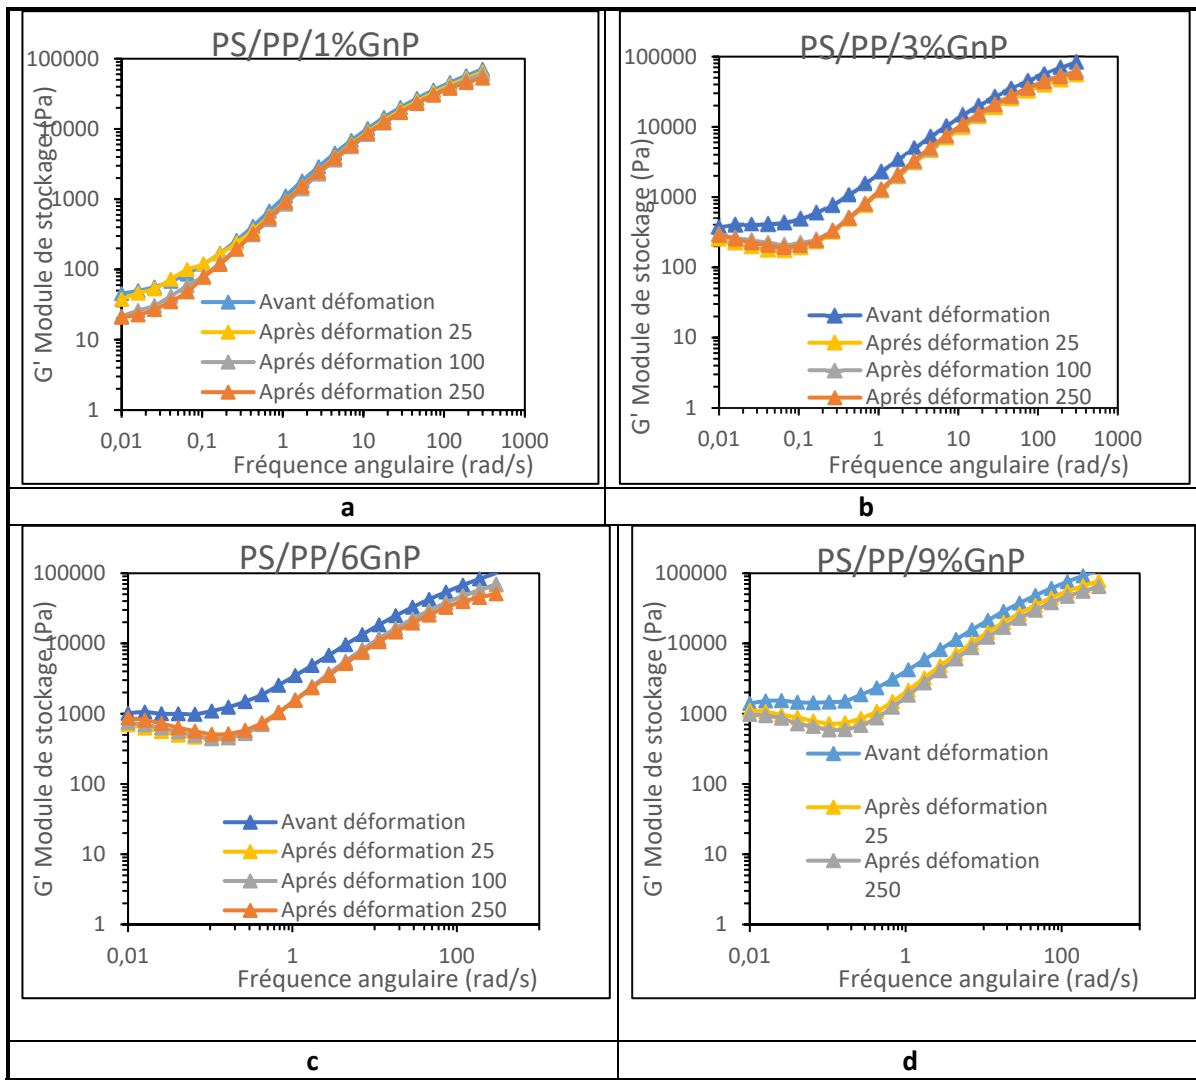 PS/PP/1%GnP
G' Module de stockage (Pa)
100000
10000
1000
100
10
1
0,01
0,1
1
10
100
1000
Fréquence angulaire (rad/s)
Avant défomation
Après déformation 25
Aprés déformation 100
Aprés déformation 250
a
PS/PP/3%GnP
G' Module de stockage (Pa)
100000
10000
1000
100
10
1
0,01
0,1
1
10
100
1000
Fréquence angulaire (rad/s)
Avant déformation
Aprés déformation 25
Après déformation 100
Aprés déformation 250
b
PS/PP/6GnP
G' Module de stockage (Pa)
100000
10000
1000
100
10
1
0,01
1
100
Fréquence angulaire (rad/s)
Avant déformation
Aprés déformation 25
Aprés déformation 100
Aprés déformation 250
c
PS/PP/9%GnP
G' Module de stockage (Pa)
100000
10000
1000
100
10
1
0,01
1
100
Fréquence angulaire (rad/s)
Avant déformation
Après déformation
25
Aprés défomation
250
d